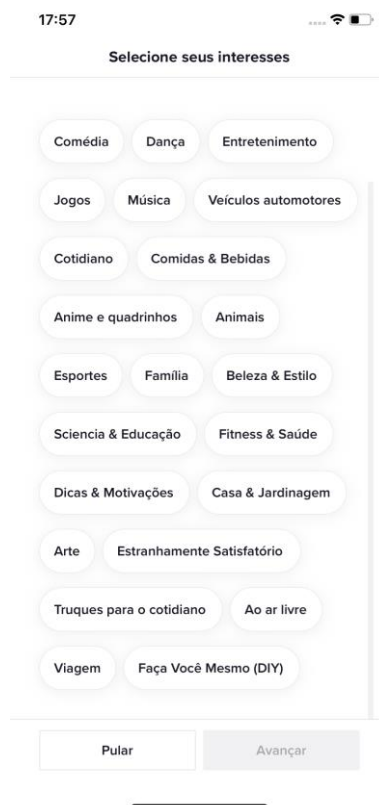 17:57
Selecione seus interesses
Comédia Dança Entretenimento
Jogos Música Veículos automotores
Cotidiano Comidas & Bebidas
Anime e quadrinhos Animais
Esportes Família Beleza & Estilo
Sciencia & Educação Fitness & Saúde
Dicas & Motivações Casa & Jardinagem
Arte Estranhamente Satisfatório
Truques para o cotidiano Ao ar livre
Viagem Faça Você Mesmo (DIY)
Pular Avançar